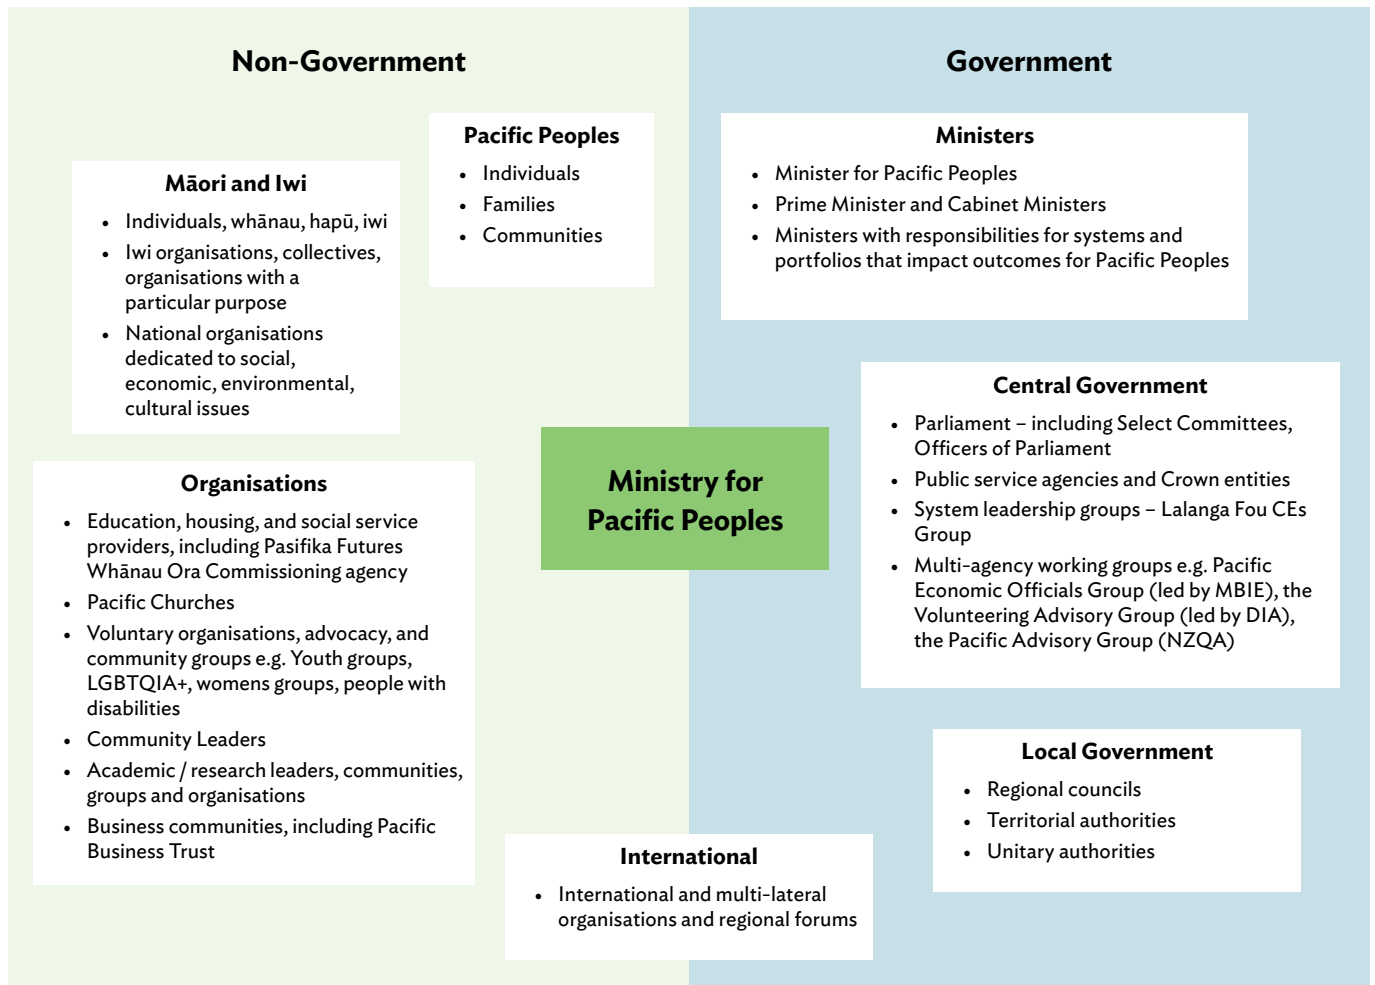 Non-Government
Māori and Iwi
• Individuals, whānau, hapū, iwi
• Iwi organisations, collectives,
organisations with a
particular purpose
• National organisations
dedicated to social,
economic, environmental,
cultural issues
Pacific Peoples
• Individuals
• Families
• Communities
Organisations
• Education, housing, and social service
providers, including Pasifika Futures
Whānau Ora Commissioning agency
• Pacific Churches
• Voluntary organisations, advocacy, and
community groups e.g. Youth groups,
LGBTQIA+, womens groups, people with
disabilities
• Community Leaders
• Academic / research leaders, communities,
groups and organisations
• Business communities, including Pacific
Business Trust
Ministry for
Pacific Peoples
International
• International and multi-lateral
organisations and regional forums
Government
Ministers
• Minister for Pacific Peoples
• Prime Minister and Cabinet Ministers
• Ministers with responsibilities for systems and
portfolios that impact outcomes for Pacific Peoples
Central Government
• Parliament – including Select Committees,
Officers of Parliament
• Public service agencies and Crown entities
• System leadership groups – Lalanga Fou CEs
Group
• Multi-agency working groups e.g. Pacific
Economic Officials Group (led by MBIE), the
Volunteering Advisory Group (led by DIA),
the Pacific Advisory Group (NZQA)
Local Government
• Regional councils
• Territorial authorities
• Unitary authorities